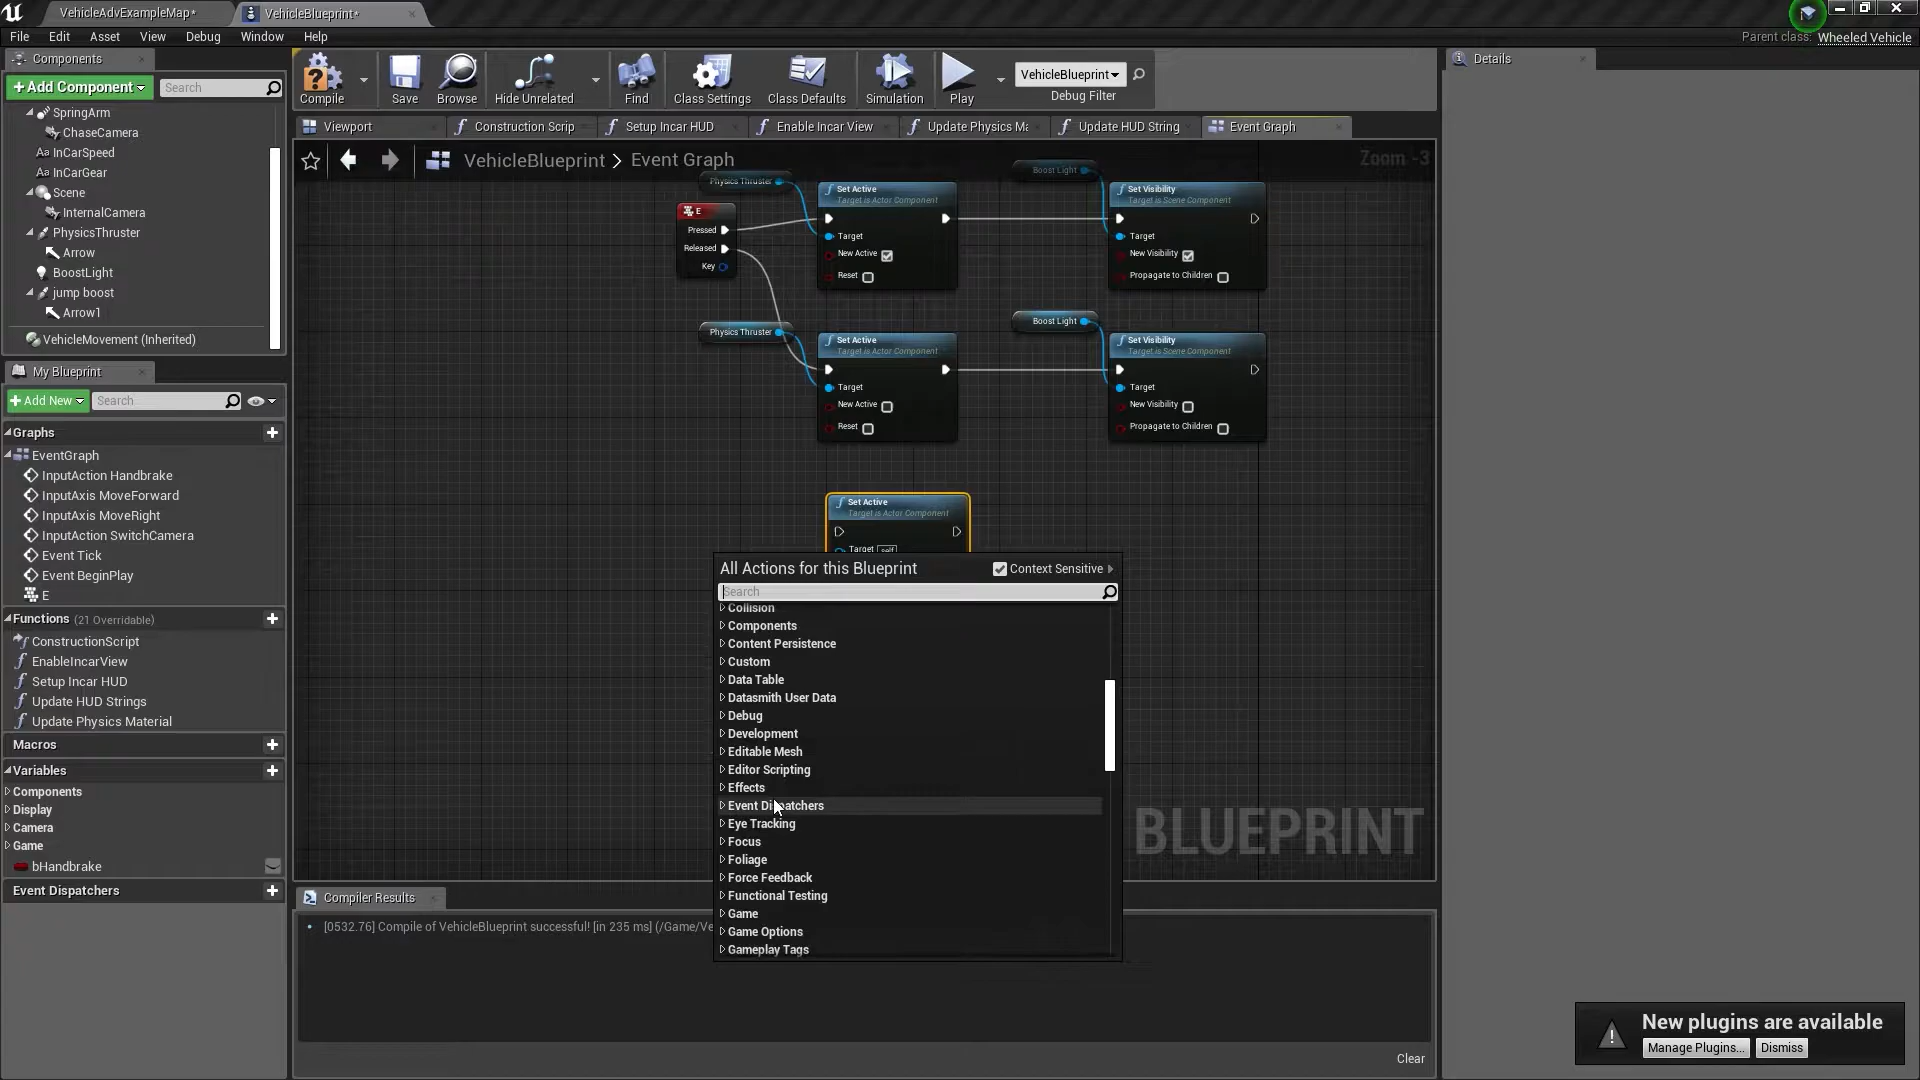 VehicleAdvExampleMap*
VehicleBlueprint*
File Edit Asset View Debug Window Help
Parent class: Wheeled Vehicle
Components
+Add Component
Search
SpringArm
ChaseCamera
Aa InCarSpeed
Aa InCarGear
Scene
InternalCamera
PhysicsThruster
Arrow
BoostLight
jump boost
Arrow1
VehicleMovement (Inherited)
Compile
Save
Browse
Hide Unrelated
Find
Class Settings
Class Defaults
Simulation
Play
VehicleBlueprint
Debug Filter
Viewport
Construction Scrip
Setup Incar HUD
Enable Incar View
Update Physics Ma
Update HUD String
Event Graph
VehicleBlueprint > Event Graph
Zoom -3
Physics Thruster
E
Pressed
Released
Key
Set Active
Target is Actor Component
Target
New Active
Reset
Boost Light
Set Visibility
Target is Scene Component
Target
New Visibility
Propagate to Children
Physics Thruster
Set Active
Target is Actor Component
Target
New Active
Reset
Boost Light
Set Visibility
Target is Scene Component
Target
New Visibility
Propagate to Children
Set Active
Target is Actor Component
Target self
All Actions for this Blueprint
Context Sensitive
Search
Collision
Components
Content Persistence
Custom
Data Table
Datasmith User Data
Debug
Development
Editable Mesh
Editor Scripting
Effects
Event Dispatchers
Eye Tracking
Focus
Foliage
Force Feedback
Functional Testing
Game
Game Options
Gameplay Tags
BLUEPRINT
My Blueprint
+Add New
Search
Graphs
EventGraph
InputAction Handbrake
InputAxis MoveForward
InputAxis MoveRight
InputAction SwitchCamera
Event Tick
Event BeginPlay
E
Functions (21 Overridable)
ConstructionScript
EnableIncarView
Setup Incar HUD
Update HUD Strings
Update Physics Material
Macros
Variables
Components
Display
Camera
Game
bHandbrake
Event Dispatchers
Compiler Results
[0532.76] Compile of VehicleBlueprint successful! [in 235 ms] (/Game/Ve
Clear
Details
New plugins are available
Manage Plugins...
Dismiss